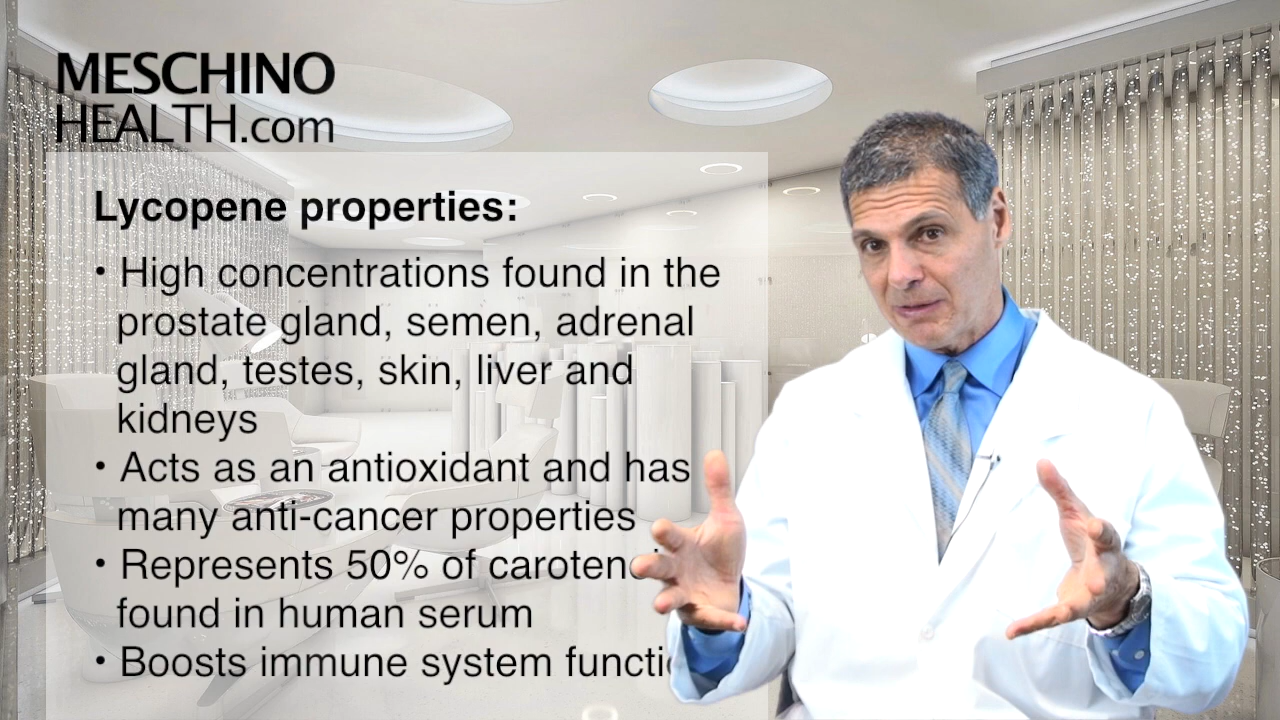 MESCHINO
HEALTH.com
Lycopene properties:
• High concentrations found in the
prostate gland, semen, adrenal
gland, testes, skin, liver and
kidneys
• Acts as an antioxidant and has
many anti-cancer properties
• Represents 50% of
found in human serum
• Boosts immune system